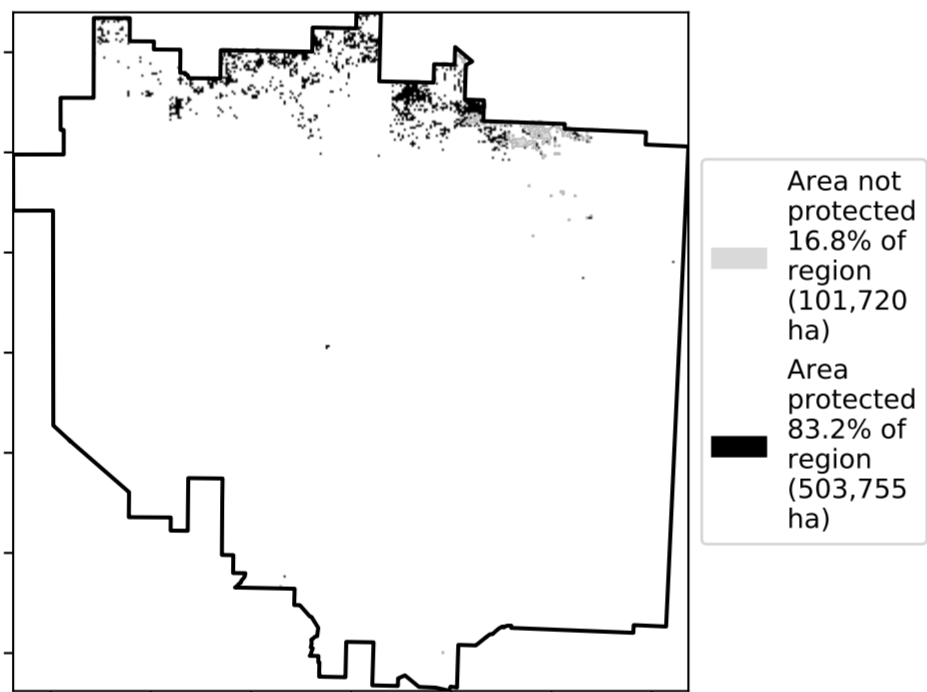 Area not
protected
16.8% of
region
(101,720
ha)
Area
protected
83.2% of
region
(503,755
ha)